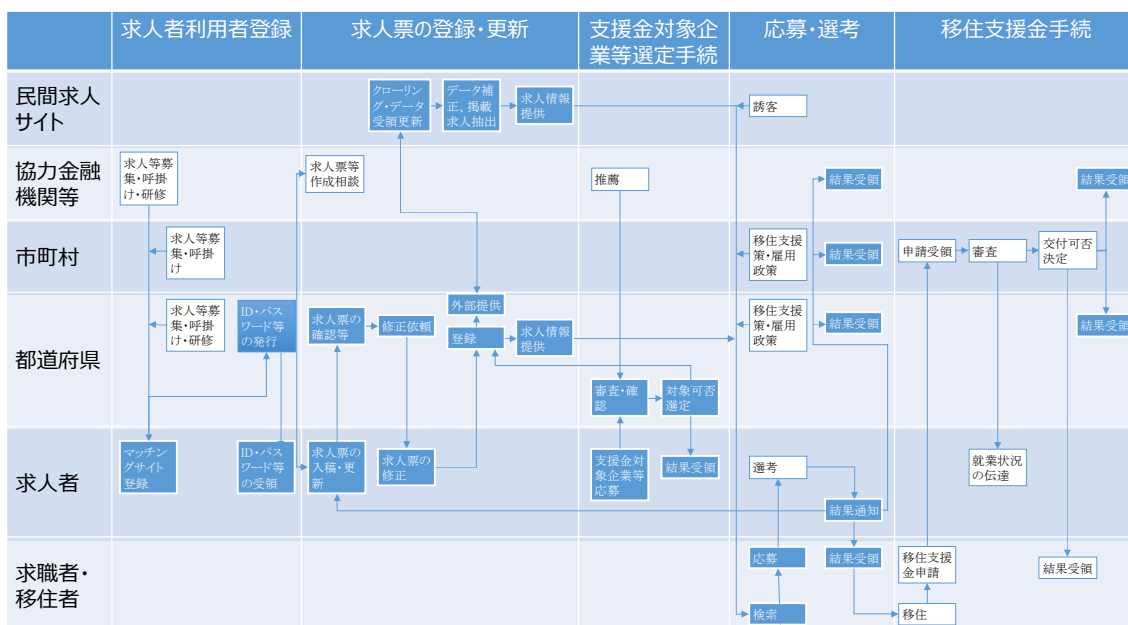 求人者利用者登録
求人票の登録・更新
支援金対象企
業等選定手続
応募・選考
移住支援金手続
民間求人
サイト
クローリン
グ・データ
受領更新
データ補
正、掲載
求人抽出
求人情報
提供
誘客
協力金融
機関等
求人等募
集・呼掛
け・研修
求人票等
作成相談
推薦
結果受領
結果受領
市町村
求人等募
集・呼掛
け
移住支援
策・雇用
政策
結果受領
申請受領
審査
交付可否
決定
都道府県
求人等募
集・呼掛
け・研修
ID・パス
ワード等
の発行
求人票の
確認等
修正依頼
外部提供
登録
求人情報
提供
審査・確
認
対象可否
選定
移住支援
策・雇用
政策
結果受領
結果受領
求人者
マッチン
グサイト
登録
ID・パス
ワード等
の受領
求人票の
入稿・更
新
求人票の
修正
支援金対
象企業等
応募
結果受領
選考
結果通知
就業状況
の伝達
求職者・
移住者
応募
検索
結果受領
移住支援
金申請
移住
結果受領